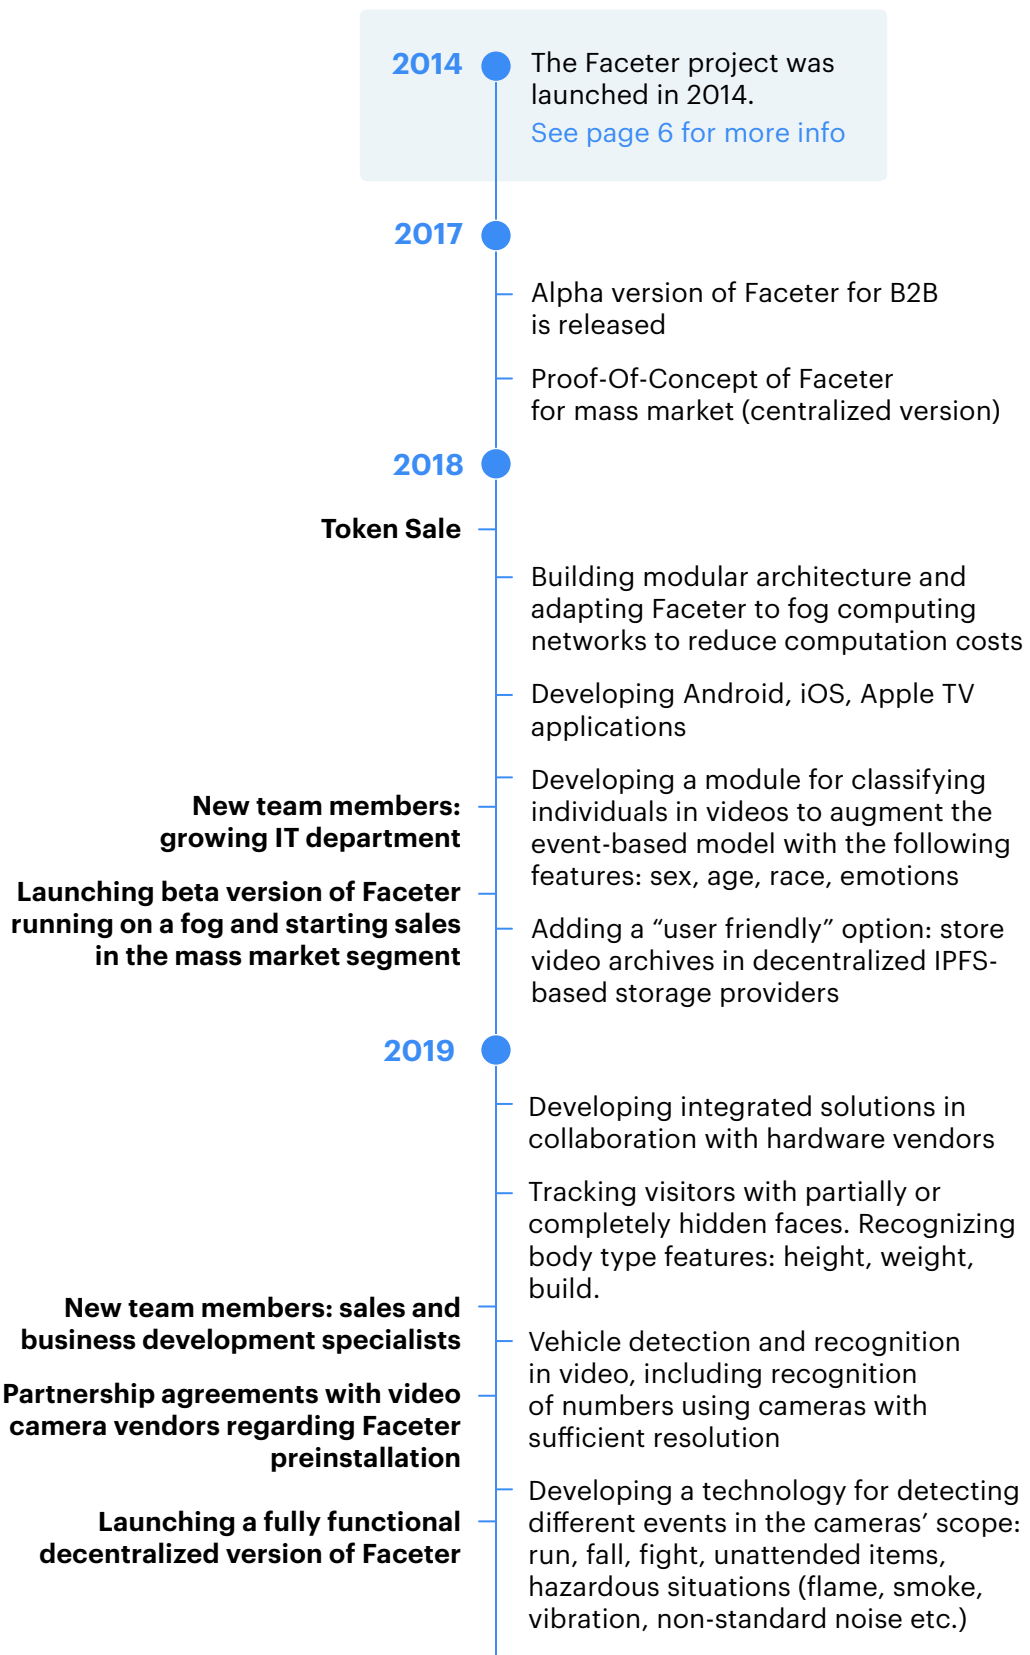 2014
The Faceter project was
launched in 2014.
See page 6 for more info
2017
Alpha version of Faceter for B2B
is released
Proof-Of-Concept of Faceter
for mass market (centralized version)
2018
Token Sale
Building modular architecture and
adapting Faceter to fog computing
networks to reduce computation costs
Developing Android, iOS, Apple TV
applications
Developing a module for classifying
individuals in videos to augment the
event-based model with the following
features: sex, age, race, emotions
New team members:
growing IT department
Launching beta version of Faceter
running on a fog and starting sales
in the mass market segment
Adding a “user friendly” option: store
video archives in decentralized IPFS-
based storage providers
2019
Developing integrated solutions in
collaboration with hardware vendors
Tracking visitors with partially or
completely hidden faces. Recognizing
body type features: height, weight,
build.
New team members: sales and
business development specialists
Vehicle detection and recognition
in video, including recognition
of numbers using cameras with
sufficient resolution
Partnership agreements with video
camera vendors regarding Faceter
preinstallation
Developing a technology for detecting
different events in the cameras’ scope:
run, fall, fight, unattended items,
hazardous situations (flame, smoke,
vibration, non-standard noise etc.)
Launching a fully functional
decentralized version of Faceter